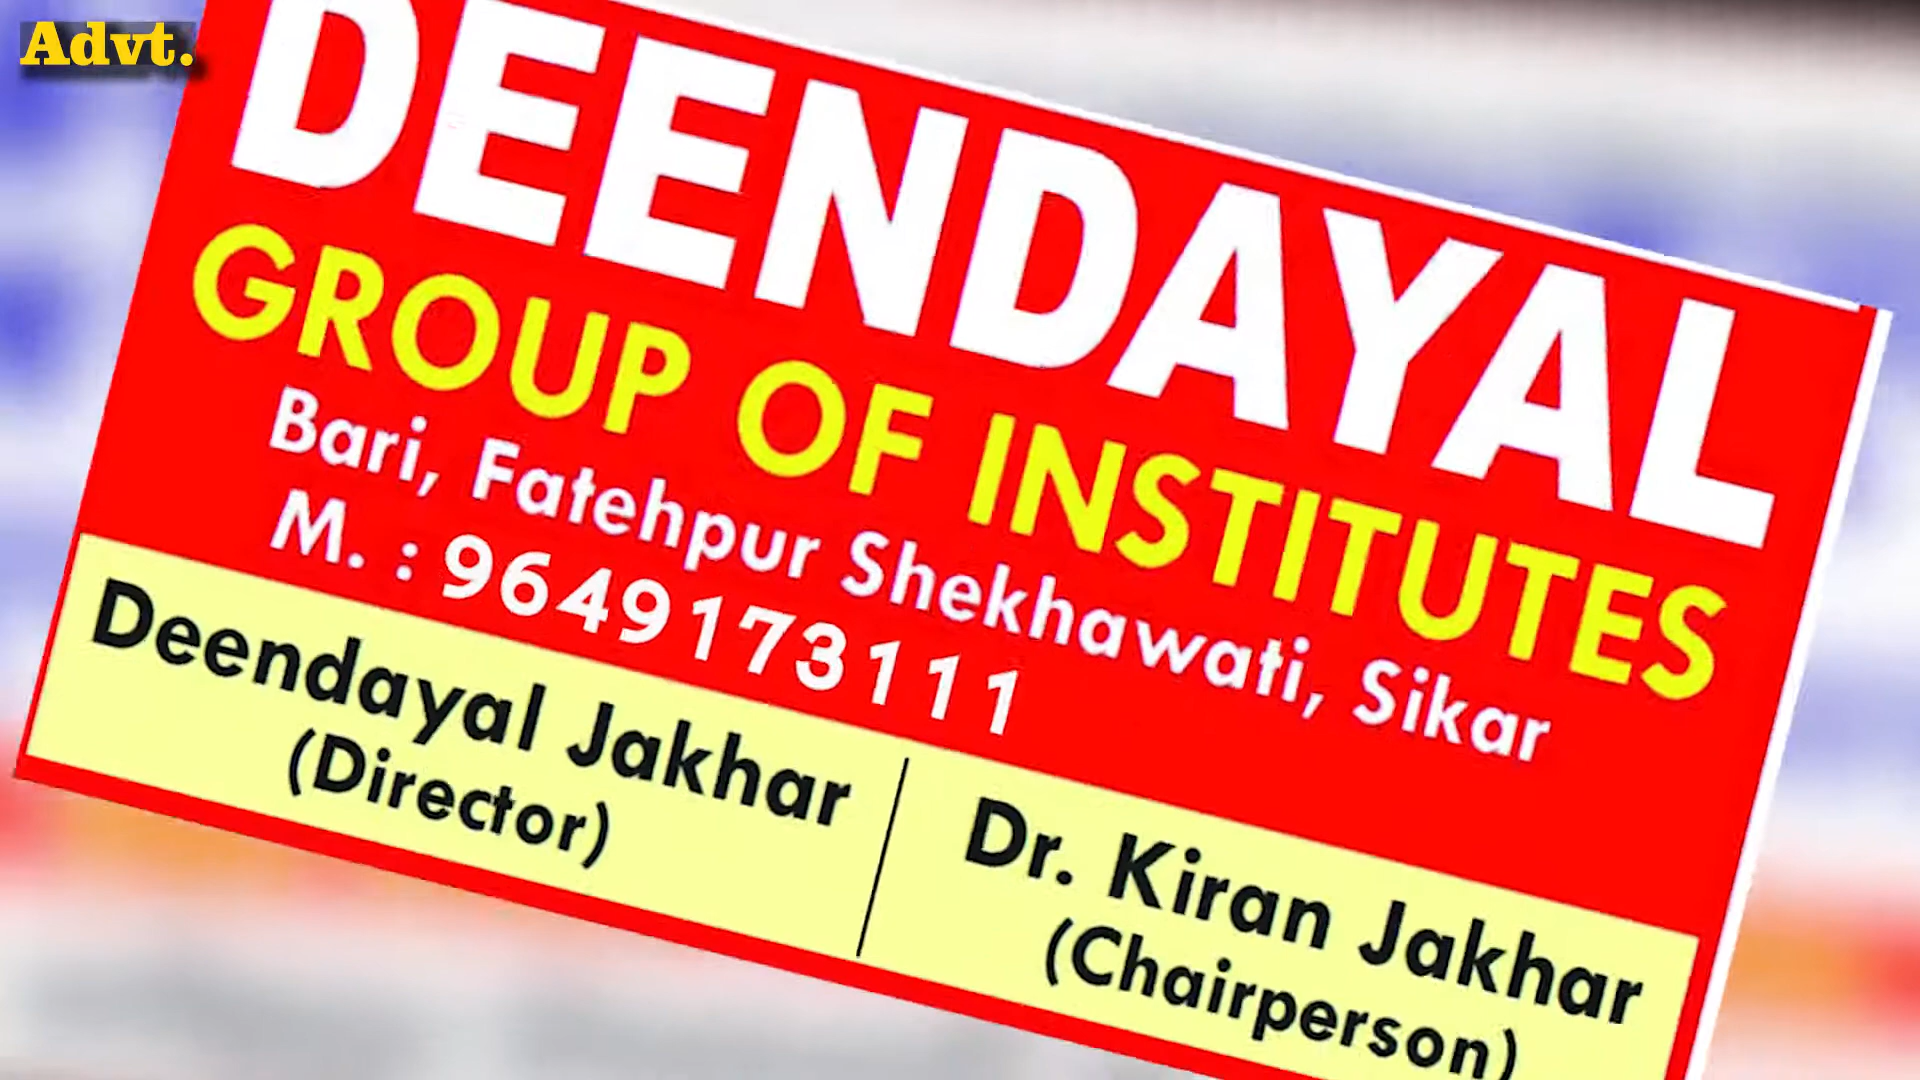 Advt.
DEENDAYAL
GROUP OF INSTITUTES
Bari, Fatehpur Shekhawati, Sikar
M. : 9649173111
Deendayal Jakhar
(Director)
Dr. Kiran Jakhar
(Chairperson)